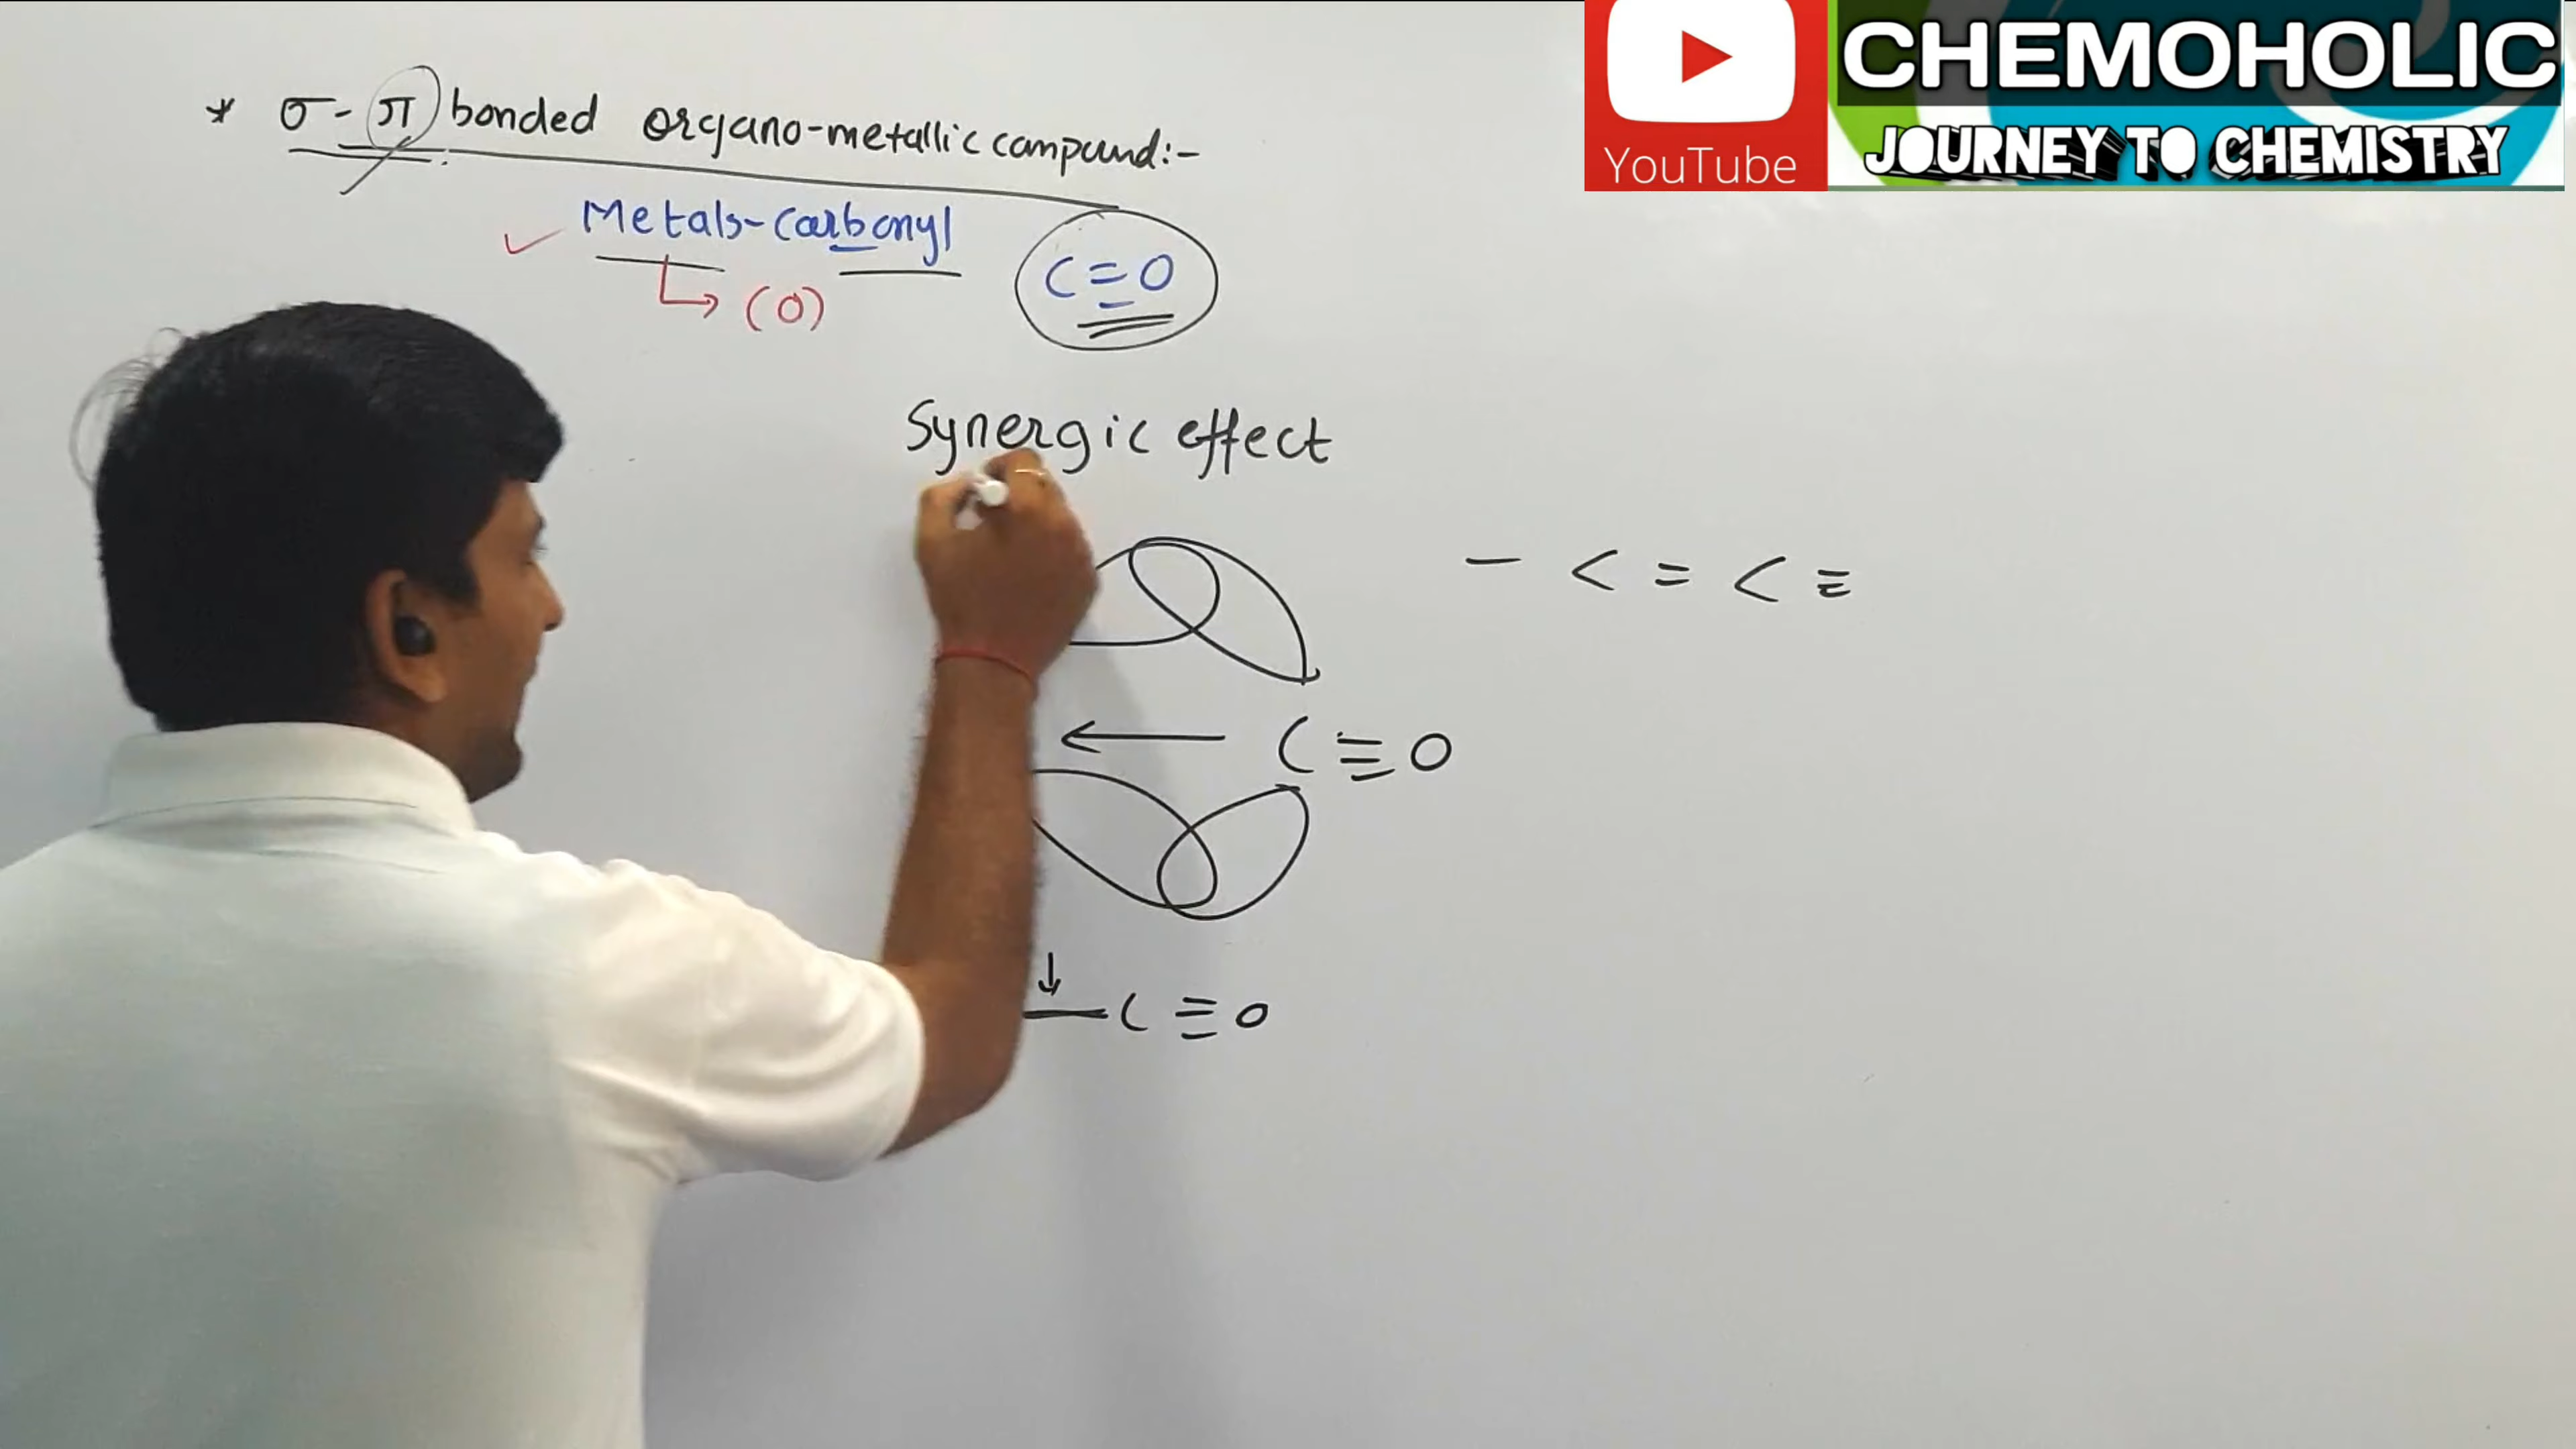 * σ-π bonded organo-metallic compound:-
✓ Metals-Carbonyl
C≡O
↳ (0)
Synergic effect
- < = < ≡
← C≡O
↓
—C≡O
YouTube
CHEMOHOLIC
JOURNEY TO CHEMISTRY